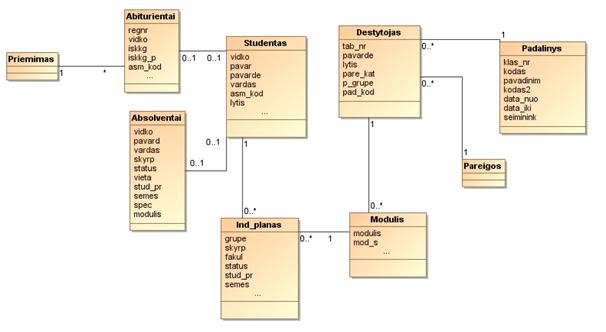 Priemimas
1
*
Abiturientai
regnr
vidko
iskkg
iskkg_p
asm_kod
...
0..1
0..1
Studentas
vidko
pavar
pavarde
vardas
asm_kod
lytis
...
Absolventai
vidko
pavard
vardas
skyrp
status
vieta
stud_pr
semes
spec
modulis
0..1
0..1
1
0..*
Ind_planas
grupe
skyrp
fakul
status
stud_pr
semes
...
0..*
1
Modulis
modulis
mod_s
...
0..*
1
Destytojas
tab_nr
pavarde
lytis
pare_kat
p_grupe
pad_kod
...
1
0..*
0..*
1
Padalinys
klas_nr
kodas
pavadinim
kodas2
data_nuo
data_iki
seiminink
Pareigos